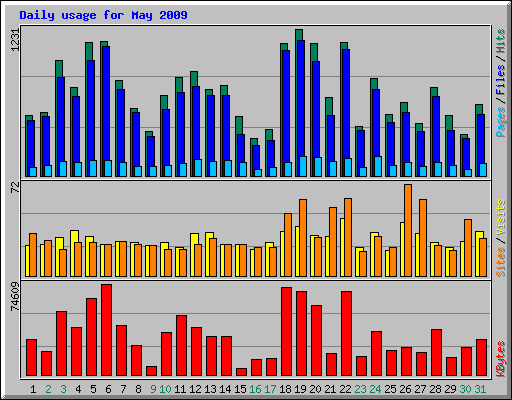 Daily usage for May 2009
1231
Pages / Files / Hits
72
Sites / Visits
74609
KBytes
1 2 3 4 5 6 7 8 9 10 11 12 13 14 15 16 17 18 19 20 21 22 23 24 25 26 27 28 29 30 31